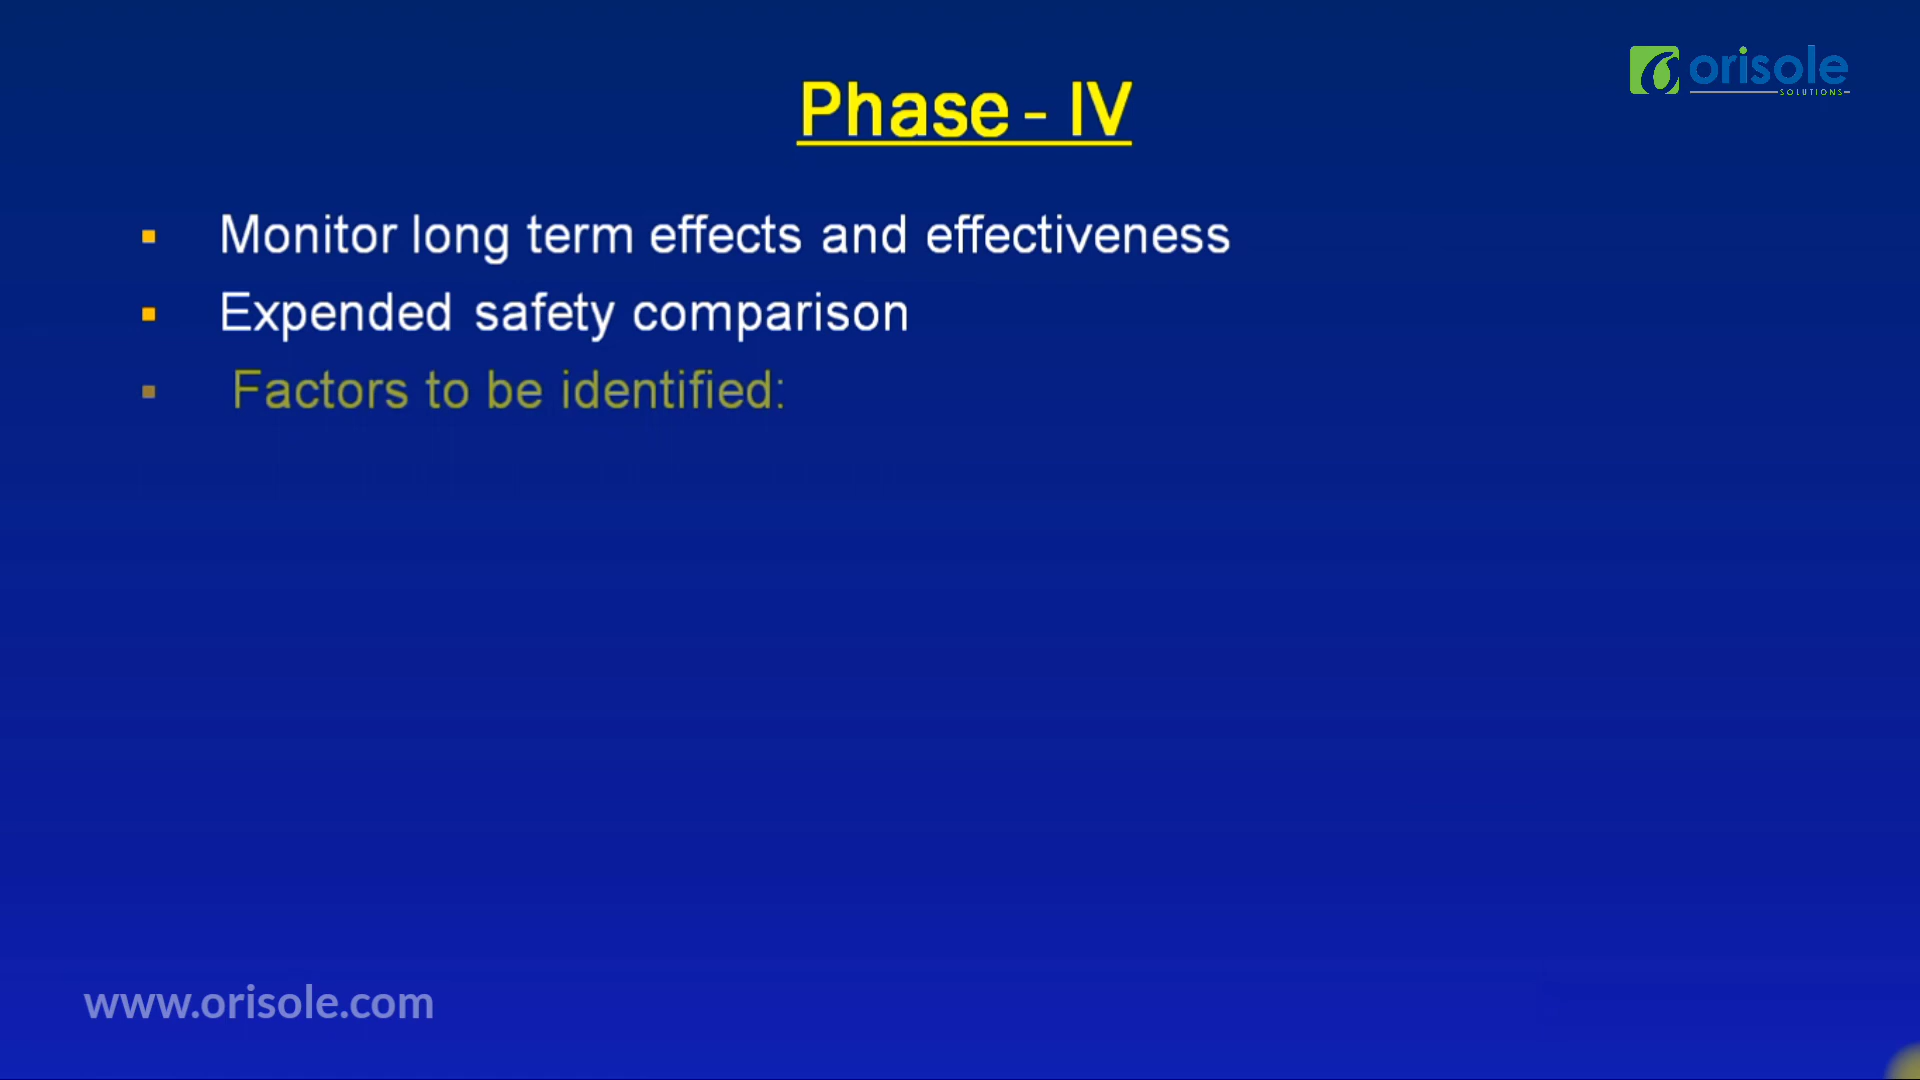 orisole
SOLUTIONS
Phase - IV
Monitor long term effects and effectiveness
Expended safety comparison
Factors to be identified:
www.orisole.com